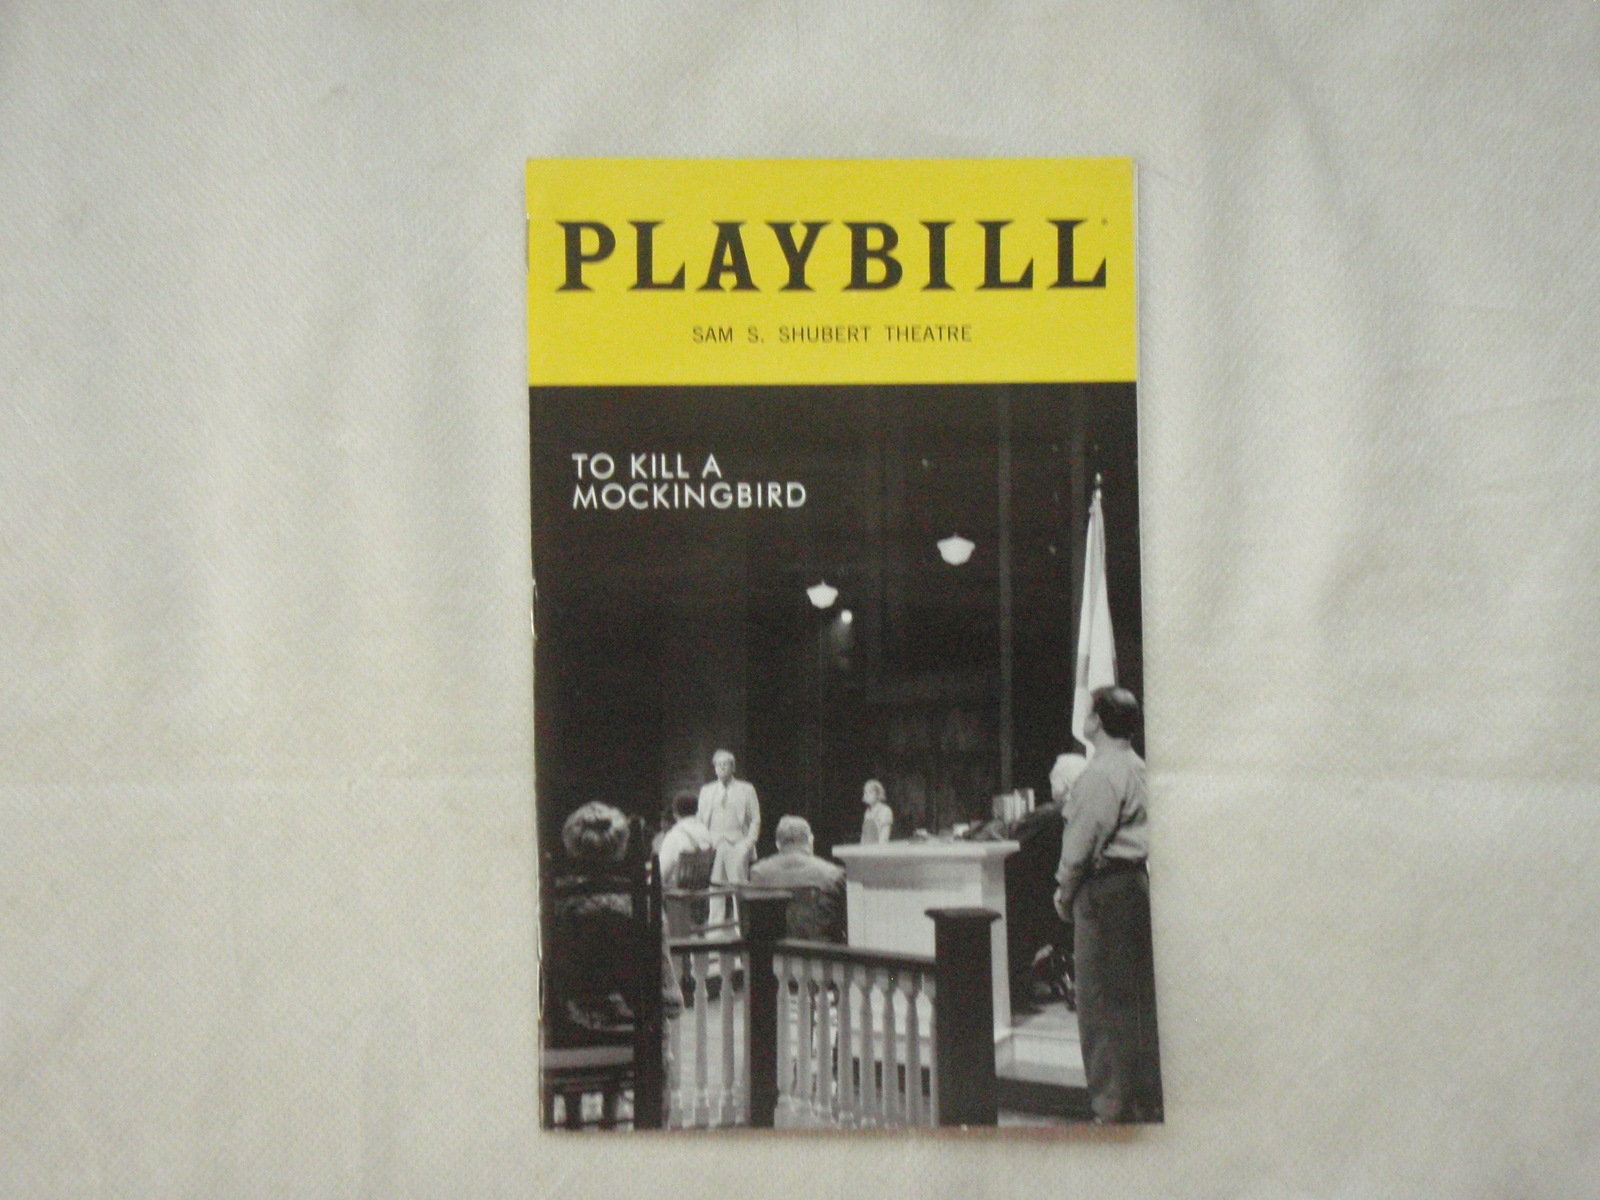 PLAYBILL
SAM S. SHUBERT THEATRE
TO KILL A
MOCKINGBIRD